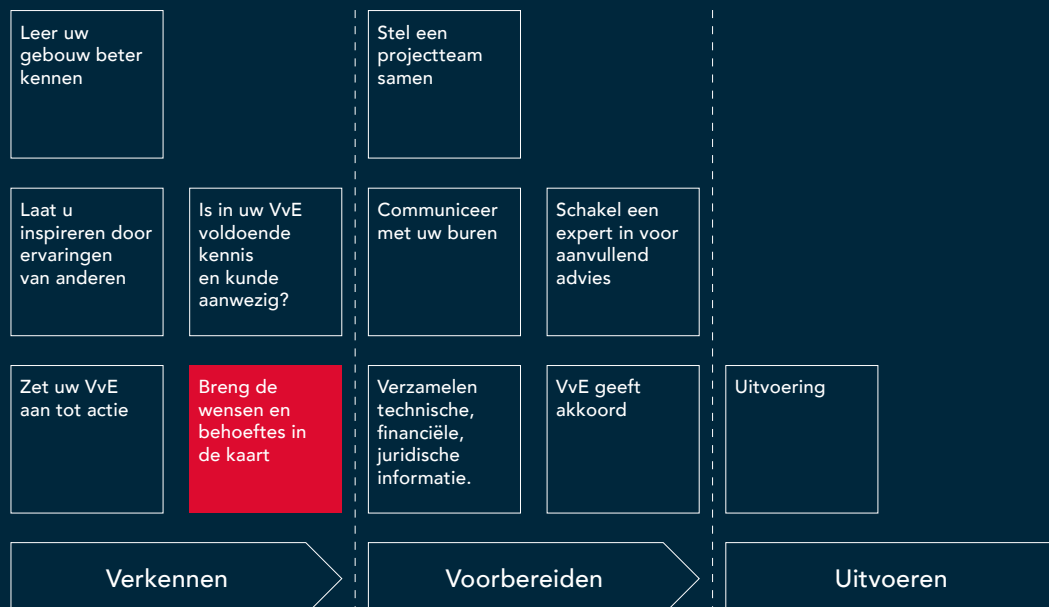 Leer uw
gebouw beter
kennen
Stel een
projectteam
samen
Laat u
inspireren door
ervaringen
van anderen
Is in uw VvE
voldoende
kennis
en kunde
aanwezig?
Communiceer
met uw buren
Schakel een
expert in voor
aanvullend
advies
Zet uw VvE
aan tot actie
Breng de
wensen en
behoeftes in
de kaart
Verzamelen
technische,
financiële,
juridische
informatie.
VvE geeft
akkoord
Uitvoering
Verkennen
Voorbereiden
Uitvoeren